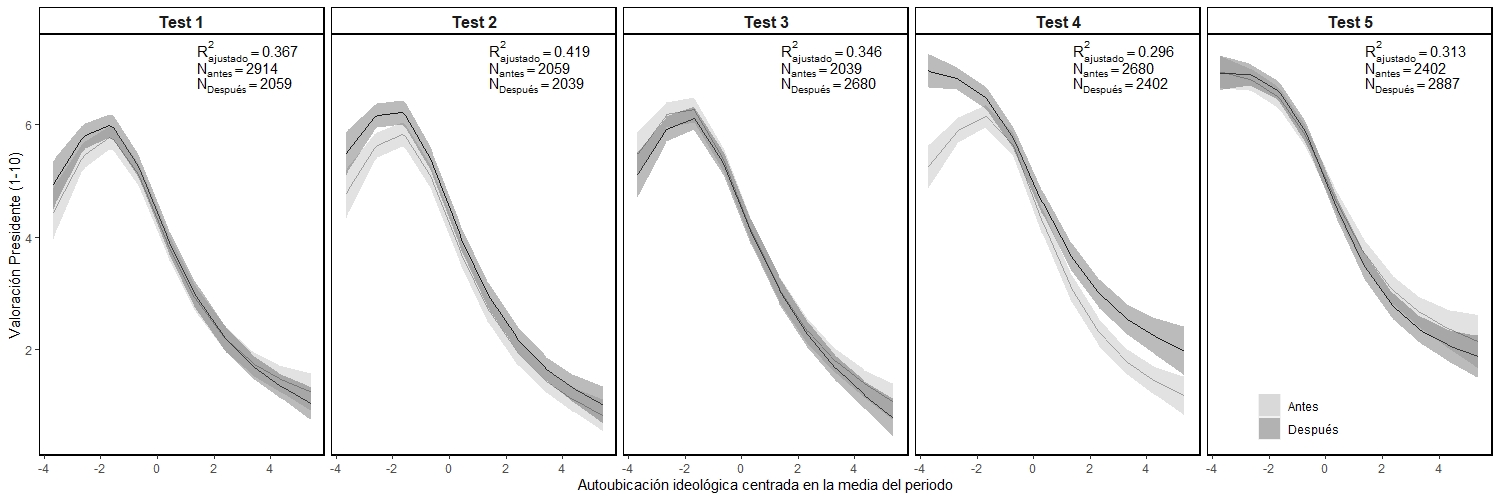 Test 1
Test 2
Test 3
Test 4
Test 5
R2ajustado = 0.367
Nantes = 2914
NDespués = 2059
R2ajustado = 0.419
Nantes = 2059
NDespués = 2039
R2ajustado = 0.346
Nantes = 2039
NDespués = 2680
R2ajustado = 0.296
Nantes = 2680
NDespués = 2402
R2ajustado = 0.313
Nantes = 2402
NDespués = 2887
Valoración Presidente (1-10)
6
4
2
Antes
Después
-4 -2 0 2 4
-4 -2 0 2 4
-4 -2 0 2 4
-4 -2 0 2 4
-4 -2 0 2 4
Autoubicación ideológica centrada en la media del periodo